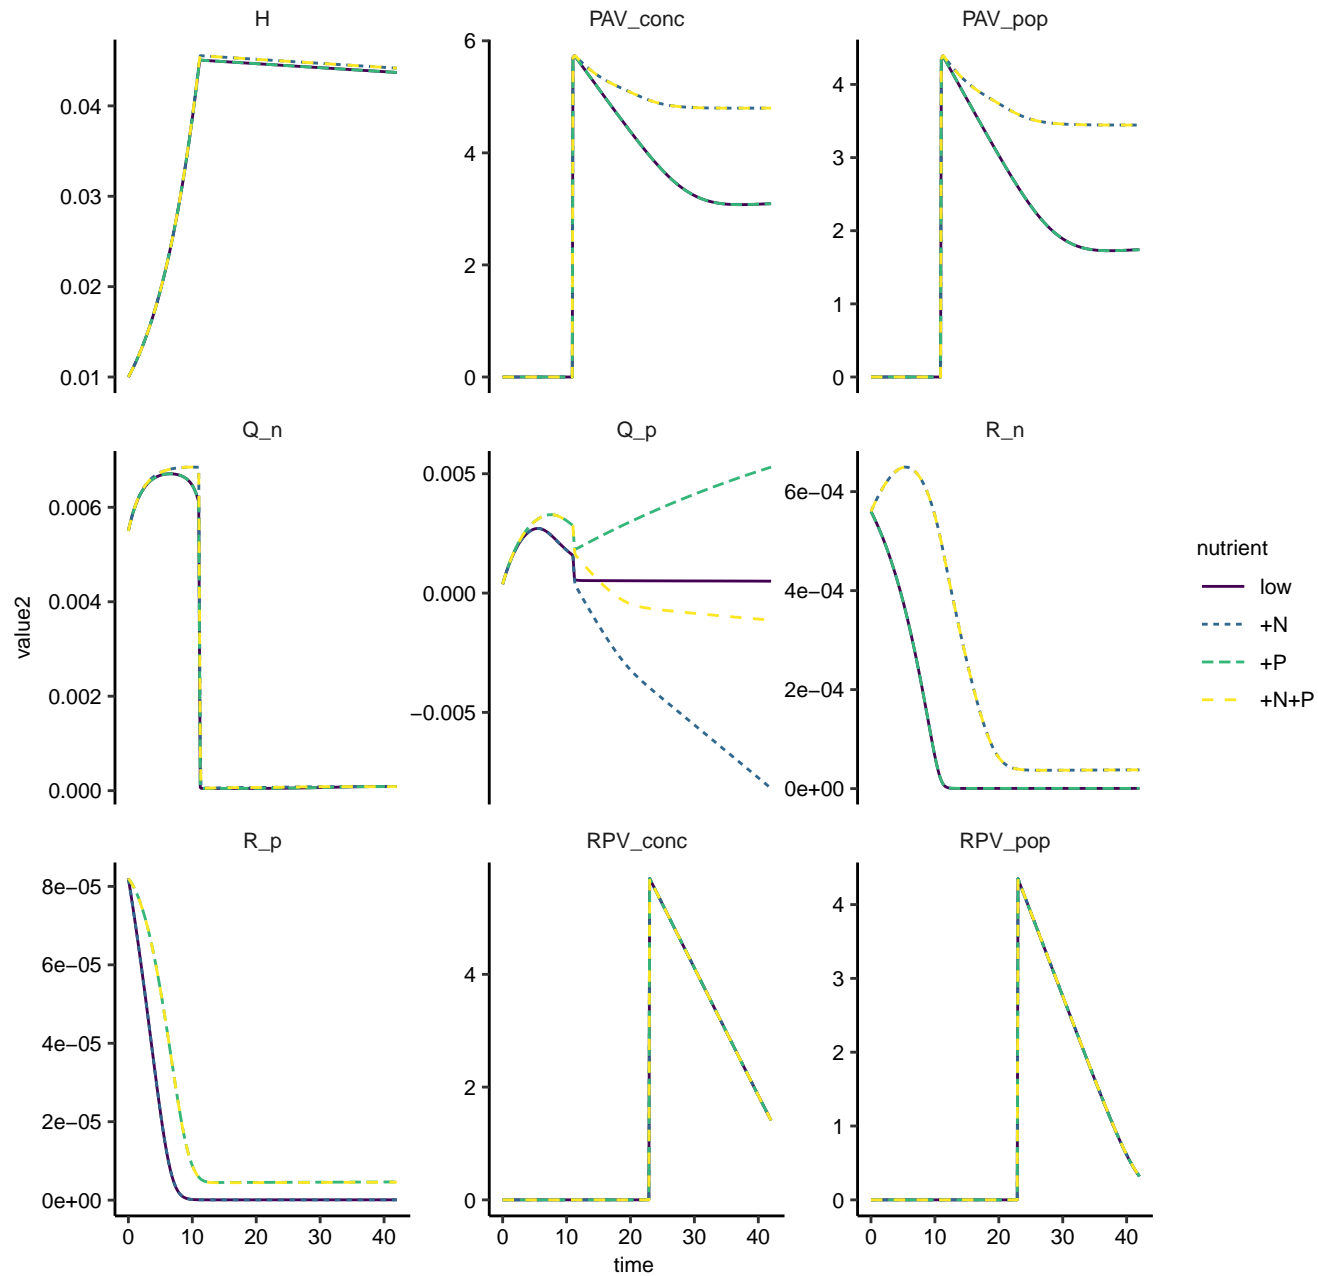 H
PAV_conc
PAV_pop
0.04
0.03
0.02
0.01
6
4
2
0
4
3
2
1
0
Q_n
Q_p
R_n
0.006
0.004
0.002
0.000
0.005
0.000
−0.005
6e−04
4e−04
2e−04
0e+00
R_p
RPV_conc
RPV_pop
8e−05
6e−05
4e−05
2e−05
0e+00
4
2
0
4
3
2
1
0
0 10 20 30 40
0 10 20 30 40
0 10 20 30 40
time
value2
nutrient
low
+N
+P
+N+P